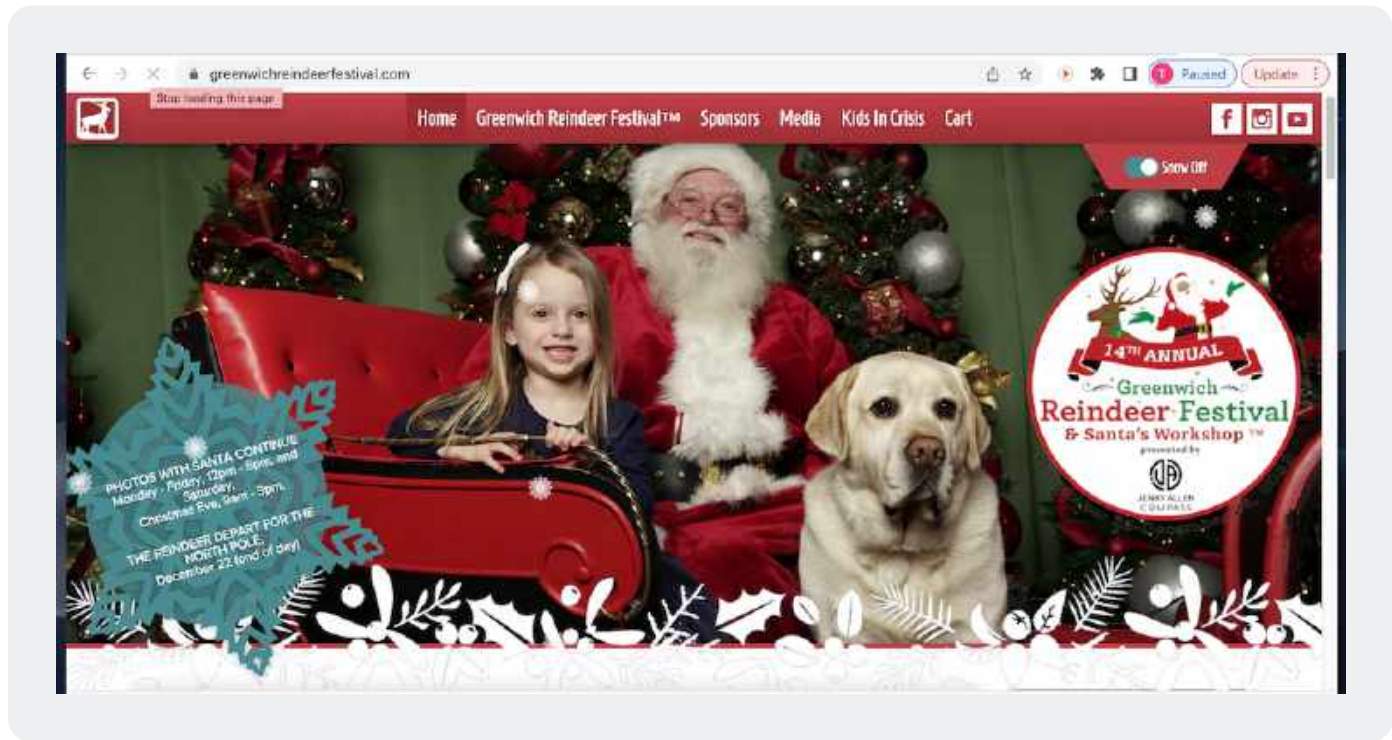 greenwichreindeerfestival.com
Paused
Update
Stop loading this page
Home Greenwich Reindeer Festival™ Sponsors Media Kids In Crisis Cart
Snow Off
14TH ANNUAL
Greenwich
Reindeer Festival
& Santa's Workshop ™
presented by
JENNY ALLEN
COMPASS
PHOTOS WITH SANTA CONTINUE
Monday - Friday, 12pm - 6pm, and
Saturday,
Christmas Eve, 9am - 3pm.
THE REINDEER DEPART FOR THE
NORTH POLE,
December 22 (end of day)